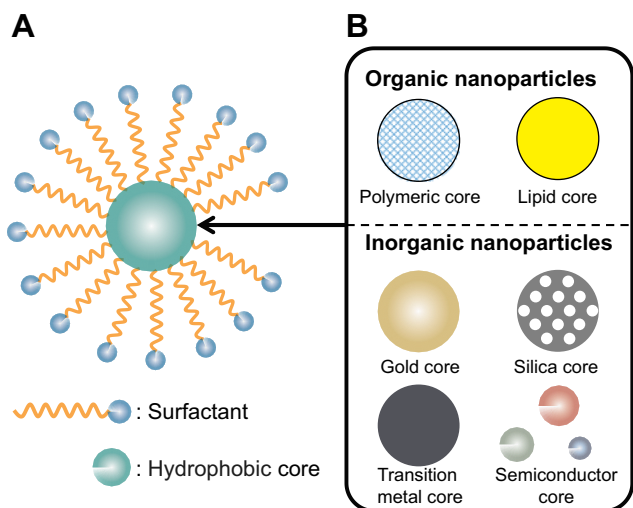 A
B
Organic nanoparticles
Polymeric core
Lipid core
Inorganic nanoparticles
Gold core
Silica core
Transition
metal core
Semiconductor
core
: Surfactant
: Hydrophobic core